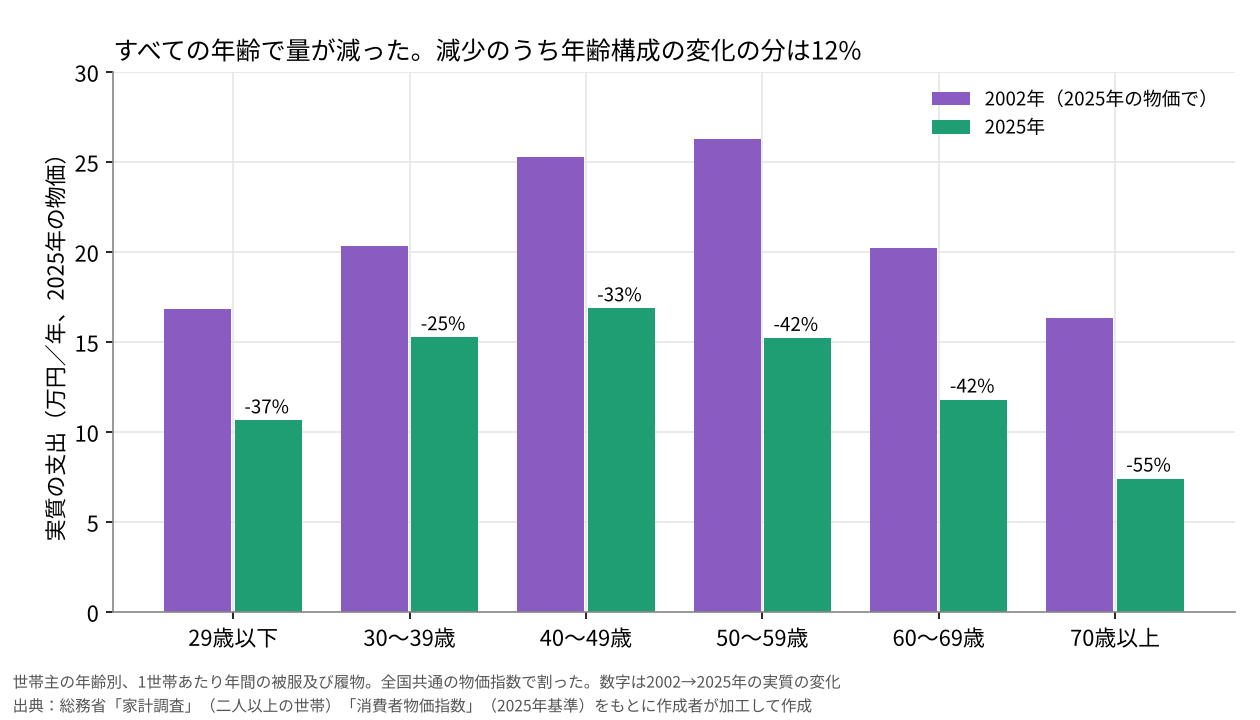 すべての年齢で量が減った。減少のうち年齢構成の変化の分は12%
2002年（2025年の物価で）
2025年
実質の支出（万円／年、2025年の物価）
30
25
20
15
10
5
0
-37%
-25%
-33%
-42%
-42%
-55%
29歳以下
30〜39歳
40〜49歳
50〜59歳
60〜69歳
70歳以上
世帯主の年齢別、1世帯あたり年間の被服及び履物。全国共通の物価指数で割った。数字は2002→2025年の実質の変化
出典：総務省「家計調査」（二人以上の世帯）「消費者物価指数」（2025年基準）をもとに作成者が加工して作成